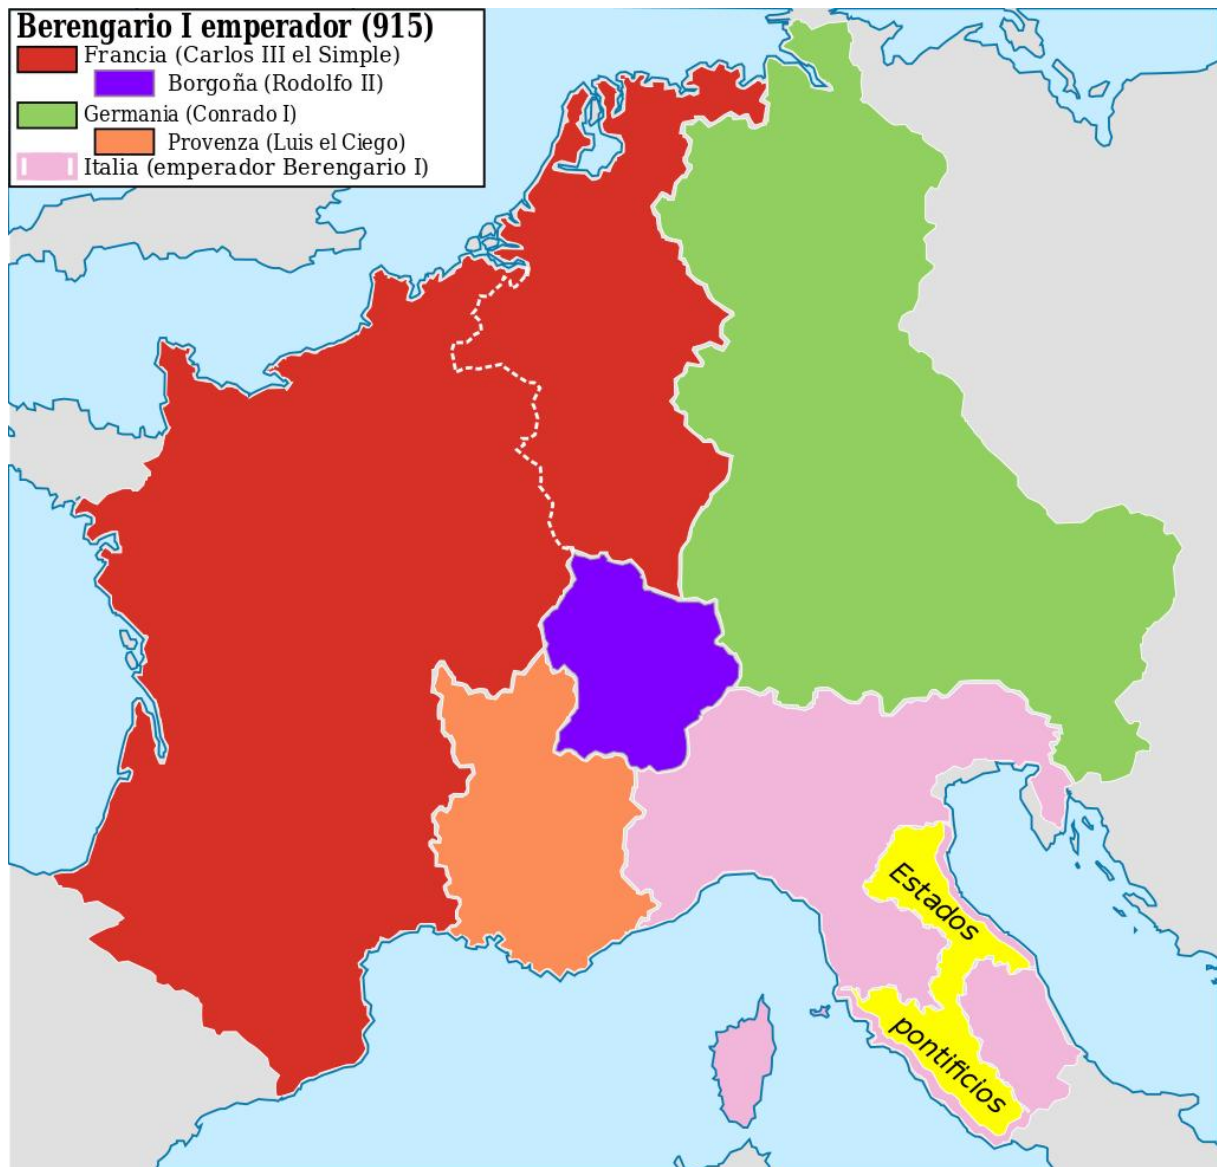 Berengario I emperador (915)
Francia (Carlos III el Simple)
Borgoña (Rodolfo II)
Germania (Conrado I)
Provenza (Luis el Ciego)
Italia (emperador Berengario I)
Estados
pontificios